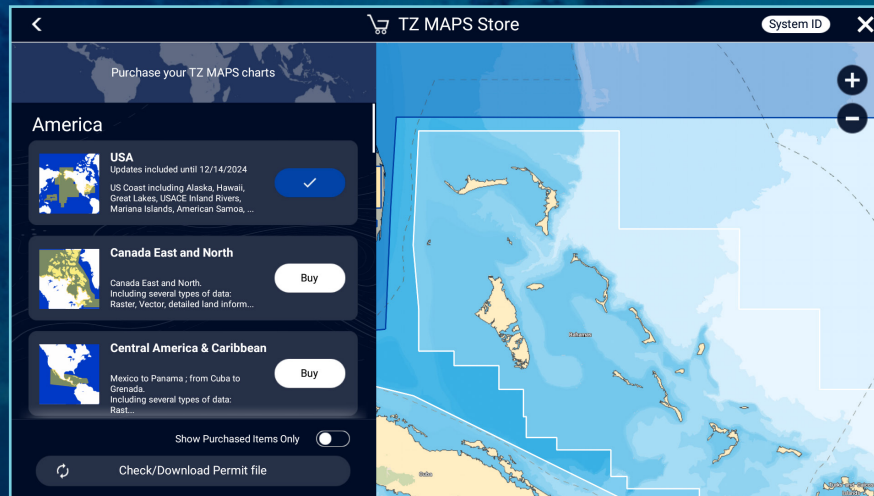 TZ MAPS Store
System ID
Purchase your TZ MAPS charts
America
USA
Updates included until 12/14/2024
US Coast including Alaska, Hawaii,
Great Lakes, USACE Inland Rivers,
Mariana Islands, American Samoa, ...
Canada East and North
Canada East and North.
Including several types of data:
Raster, Vector, detailed land inform...
Buy
Central America & Caribbean
Mexico to Panama ; from Cuba to
Grenada.
Including several types of data:
Rast...
Buy
Show Purchased Items Only
Check/Download Permit file
Bahamas
Cuba